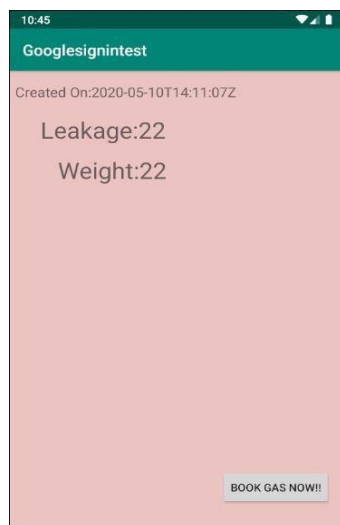 10:45
Googlesignintest
Created On:2020-05-10T14:11:07Z
Leakage:22
Weight:22
BOOK GAS NOW!!